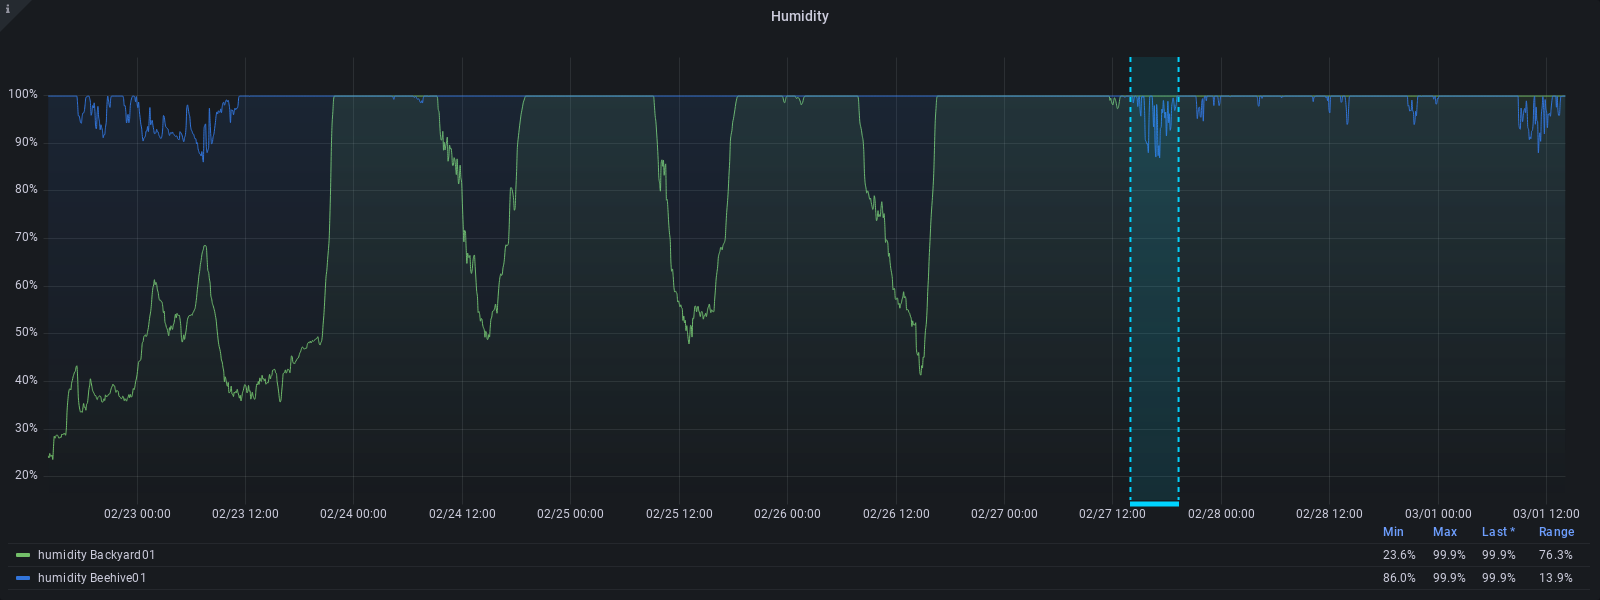 i
Humidity
100%
90%
80%
70%
60%
50%
40%
30%
20%
02/23 00:00 02/23 12:00 02/24 00:00 02/24 12:00 02/25 00:00 02/25 12:00 02/26 00:00 02/26 12:00 02/27 00:00 02/27 12:00 02/28 00:00 02/28 12:00 03/01 00:00 03/01 12:00
Min Max Last * Range
humidity Backyard01 23.6% 99.9% 99.9% 76.3%
humidity Beehive01 86.0% 99.9% 99.9% 13.9%